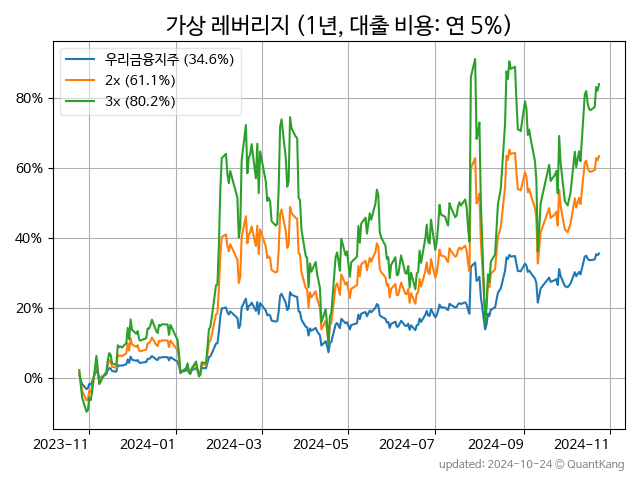 가상 레버리지 (1년, 대출 비용: 연 5%)
우리금융지주 (34.6%)
2x (61.1%)
3x (80.2%)
80%
60%
40%
20%
0%
2023-11 2024-01 2024-03 2024-05 2024-07 2024-09 2024-11
updated: 2024-10-24 © QuantKang